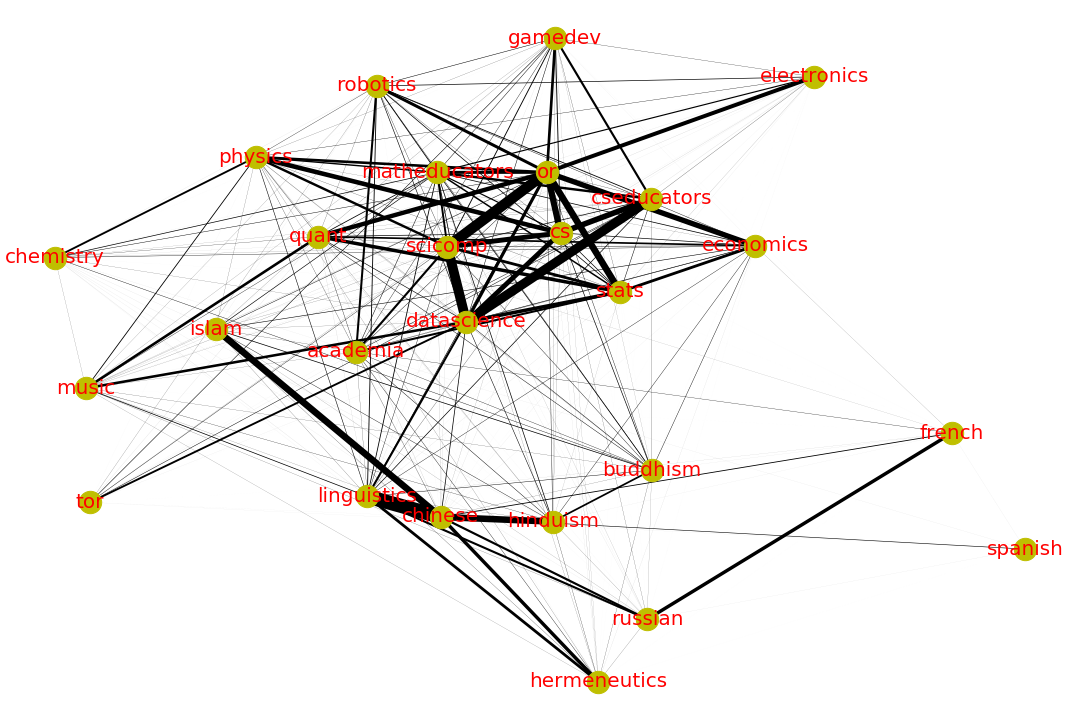 gamedev
electronics
robotics
physics
matheducators
or
cseducators
quant
cs
scicomp
economics
chemistry
stats
datascience
islam
academia
music
french
buddhism
linguistics
tor
chinese
hinduism
spanish
russian
hermeneutics